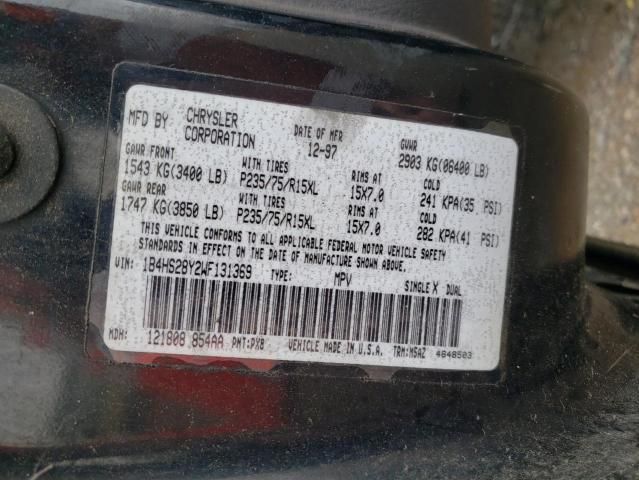 MFD BY CHRYSLER CORPORATION DATE OF MFR 12-97 GVWR 2903 KG(06400 LB)
GAWR FRONT WITH TIRES RIMS AT COLD
1543 KG(3400 LB) P235/75/R15XL 15X7.0 241 KPA(35 PSI)
GAWR REAR WITH TIRES RIMS AT COLD
1747 KG(3850 LB) P235/75/R15XL 15X7.0 282 KPA(41 PSI)
THIS VEHICLE CONFORMS TO ALL APPLICABLE FEDERAL MOTOR VEHICLE SAFETY
STANDARDS IN EFFECT ON THE DATE OF MANUFACTURE SHOWN ABOVE.
VIN: 1B4HS28Y2WF131369 TYPE: MPV SINGLE X DUAL
MDH: 121808 854AA PNT:PXB VEHICLE MADE IN U.S.A. TRM:MSAZ 4648503